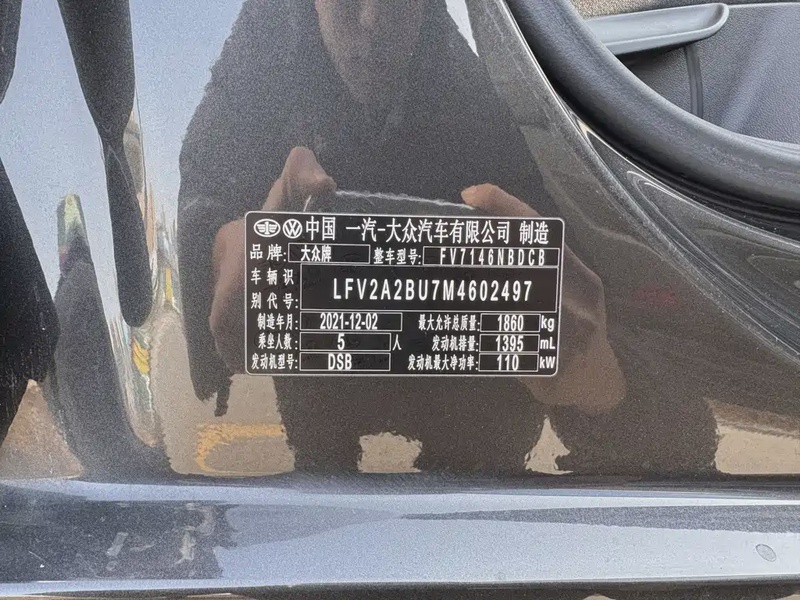 中国 一汽-大众汽车有限公司 制造
品牌: 大众牌 整车型号: FV7146NBDCB
车辆识别代号: LFV2A2BU7M4602497
制造年月: 2021-12-02 最大允许总质量: 1860 kg
乘坐人数: 5 人 发动机排量: 1395 mL
发动机型号: DSB 发动机最大净功率: 110 kW